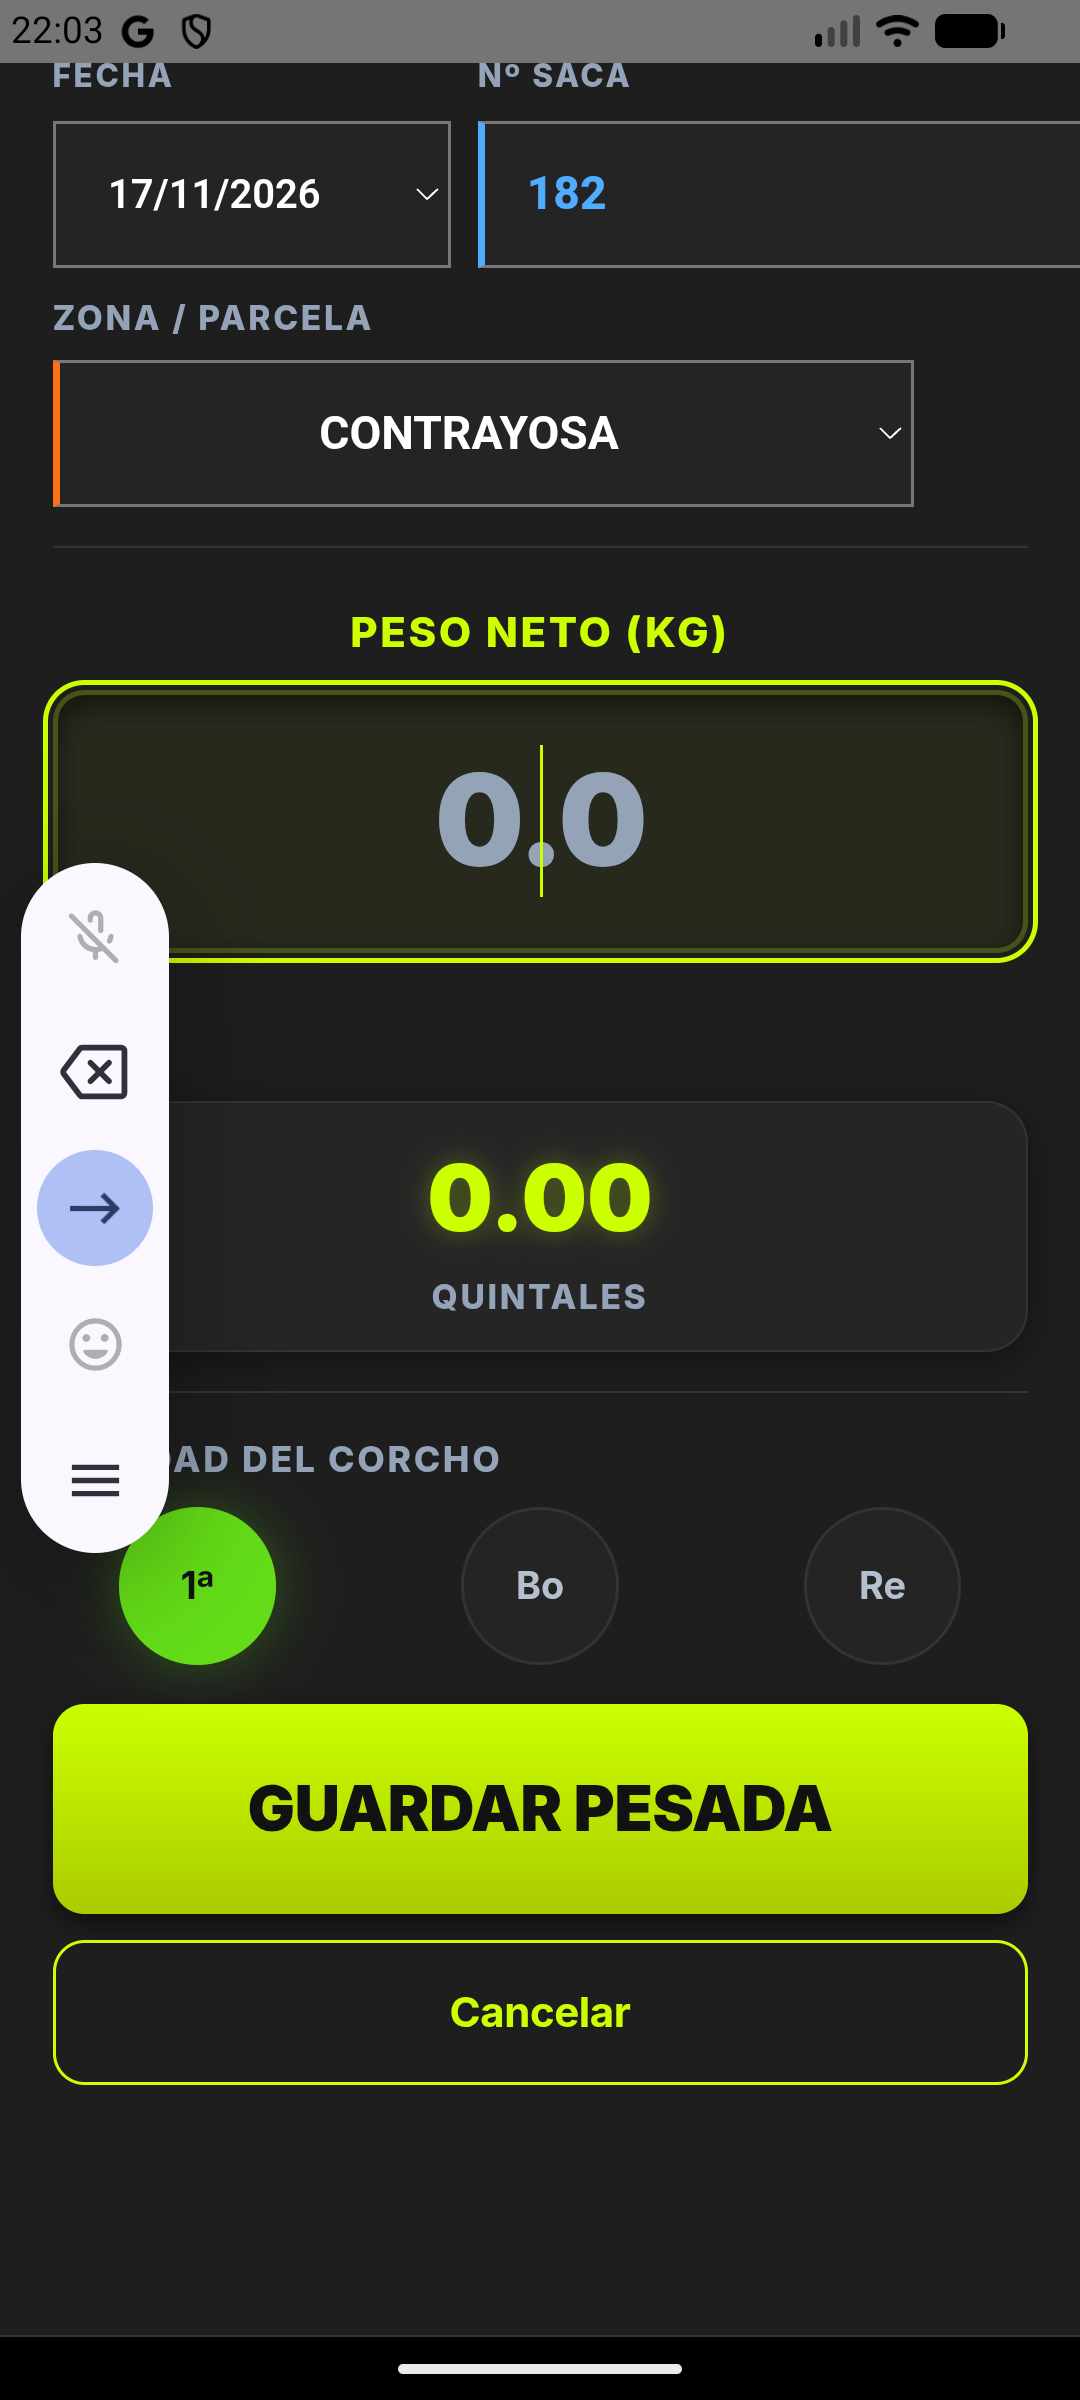 22:03
FECHA Nº SACA
17/11/2026 182
ZONA / PARCELA
CONTRAYOSA
PESO NETO (KG)
0.0
0.00
QUINTALES
DAD DEL CORCHO
1ª Bo Re
GUARDAR PESADA
Cancelar